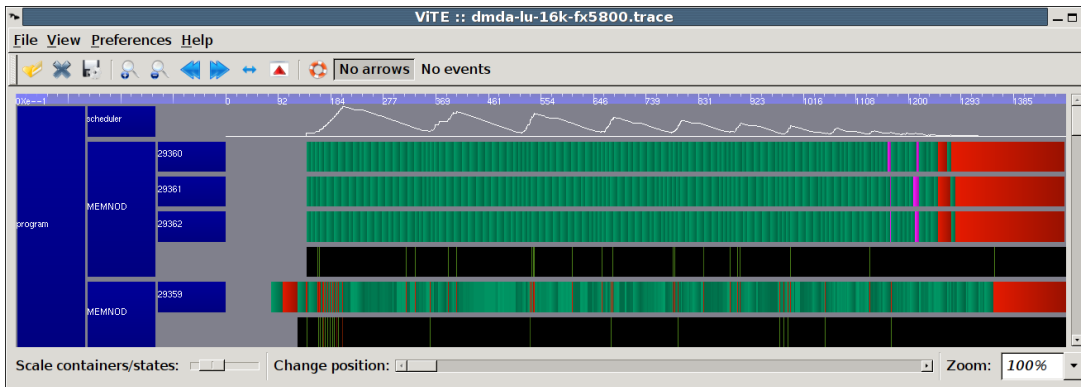 ViTE :: dmda-lu-16k-fx5800.trace
File View Preferences Help
No arrows No events
0Xe--1 0 92 184 277 369 461 554 646 739 831 923 1016 1108 1200 1293 1385
scheduler
29360
29361
MEMNOD
29362
program
29359
MEMNOD
Scale containers/states: Change position: Zoom: 100%